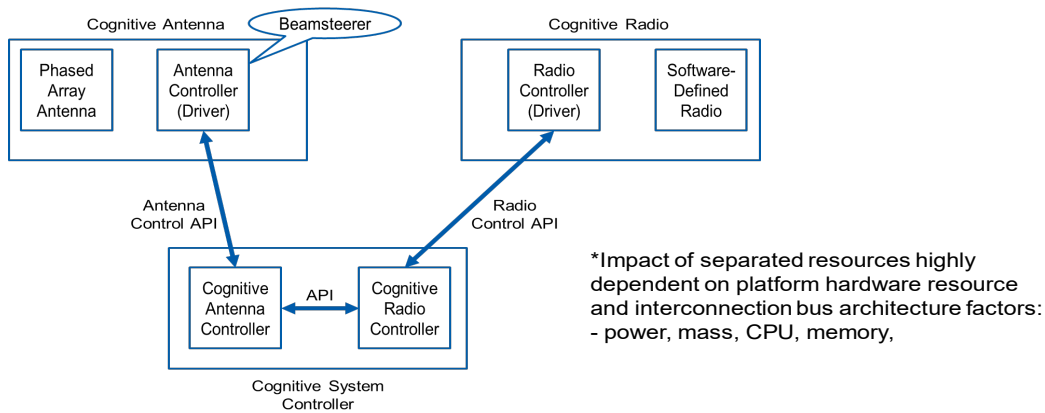 Cognitive Antenna
Beamsteerer
Cognitive Radio
Phased
Array
Antenna
Antenna
Controller
(Driver)
Radio
Controller
(Driver)
Software-
Defined
Radio
Antenna
Control API
Radio
Control API
Cognitive
Antenna
Controller
API
Cognitive
Radio
Controller
Cognitive System
Controller
*Impact of separated resources highly
dependent on platform hardware resource
and interconnection bus architecture factors:
- power, mass, CPU, memory,